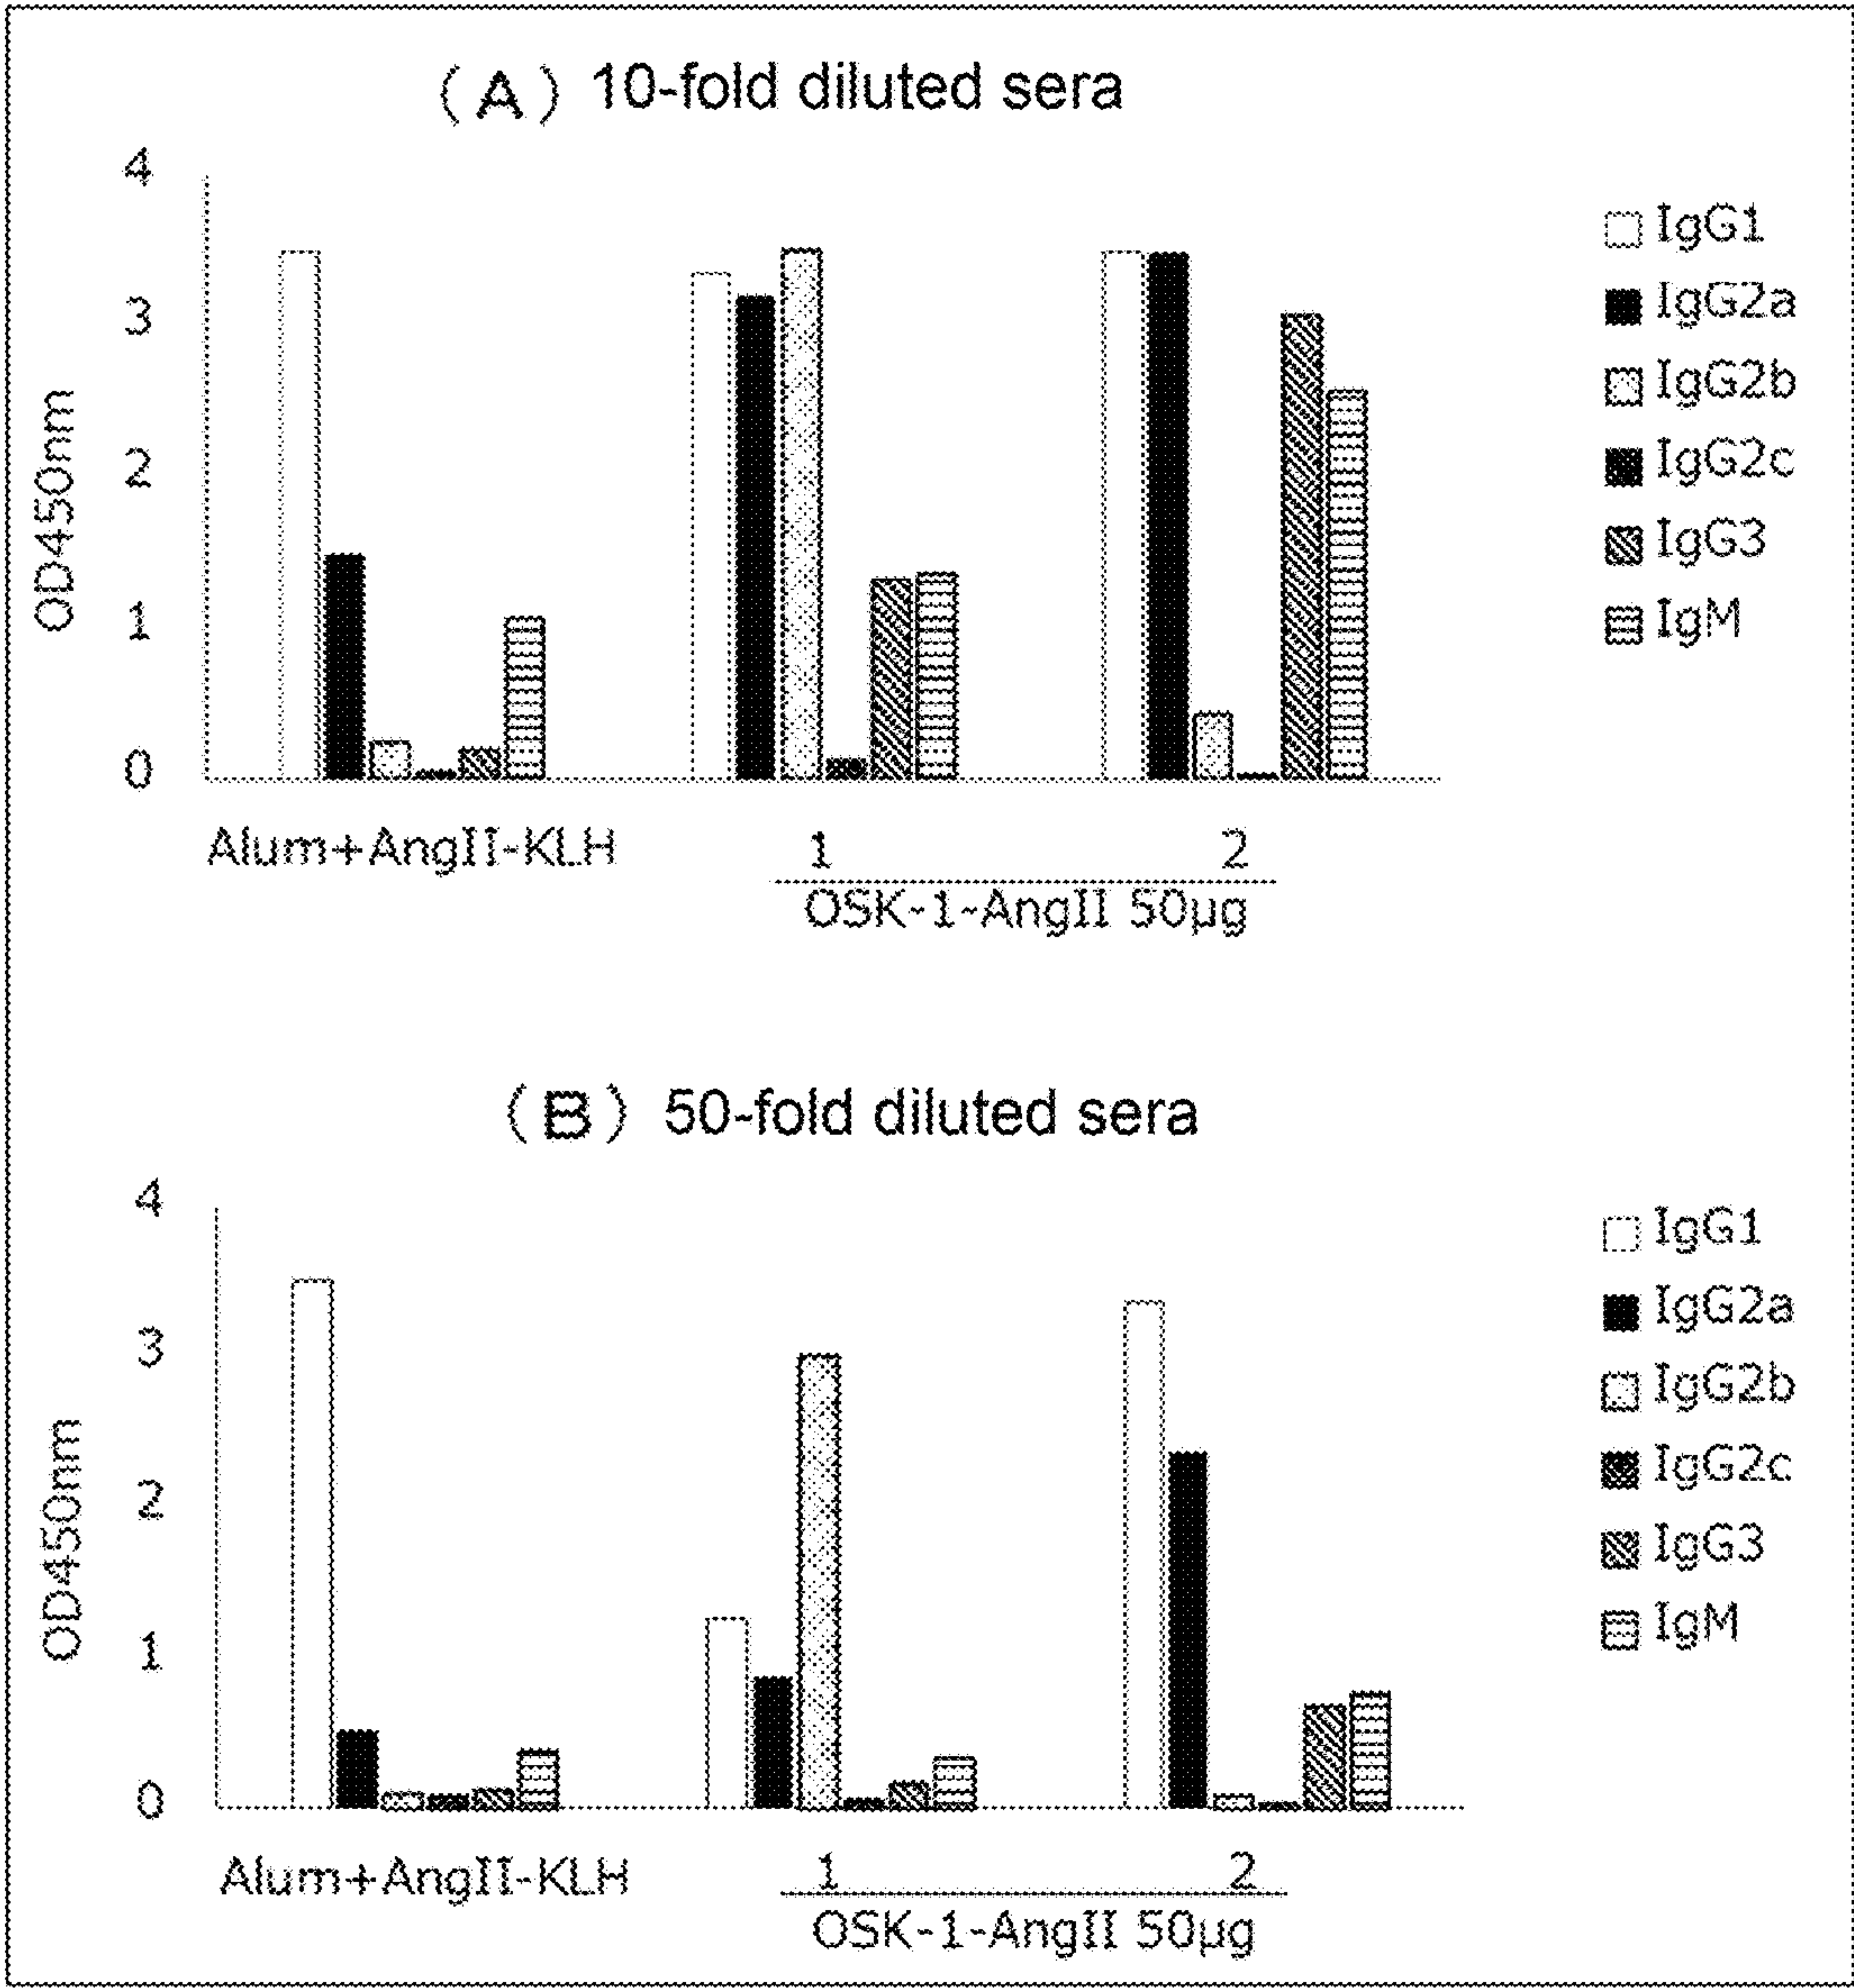 (A) 10-fold diluted sera
4
3
2
1
0
OD450nm
IgG1
IgG2a
IgG2b
IgG2c
IgG3
IgM
Alum+AngII-KLH
1
2
OSK-1-AngII 50µg
(B) 50-fold diluted sera
4
3
2
1
0
OD450nm
IgG1
IgG2a
IgG2b
IgG2c
IgG3
IgM
Alum+AngII-KLH
1
2
OSK-1-AngII 50µg